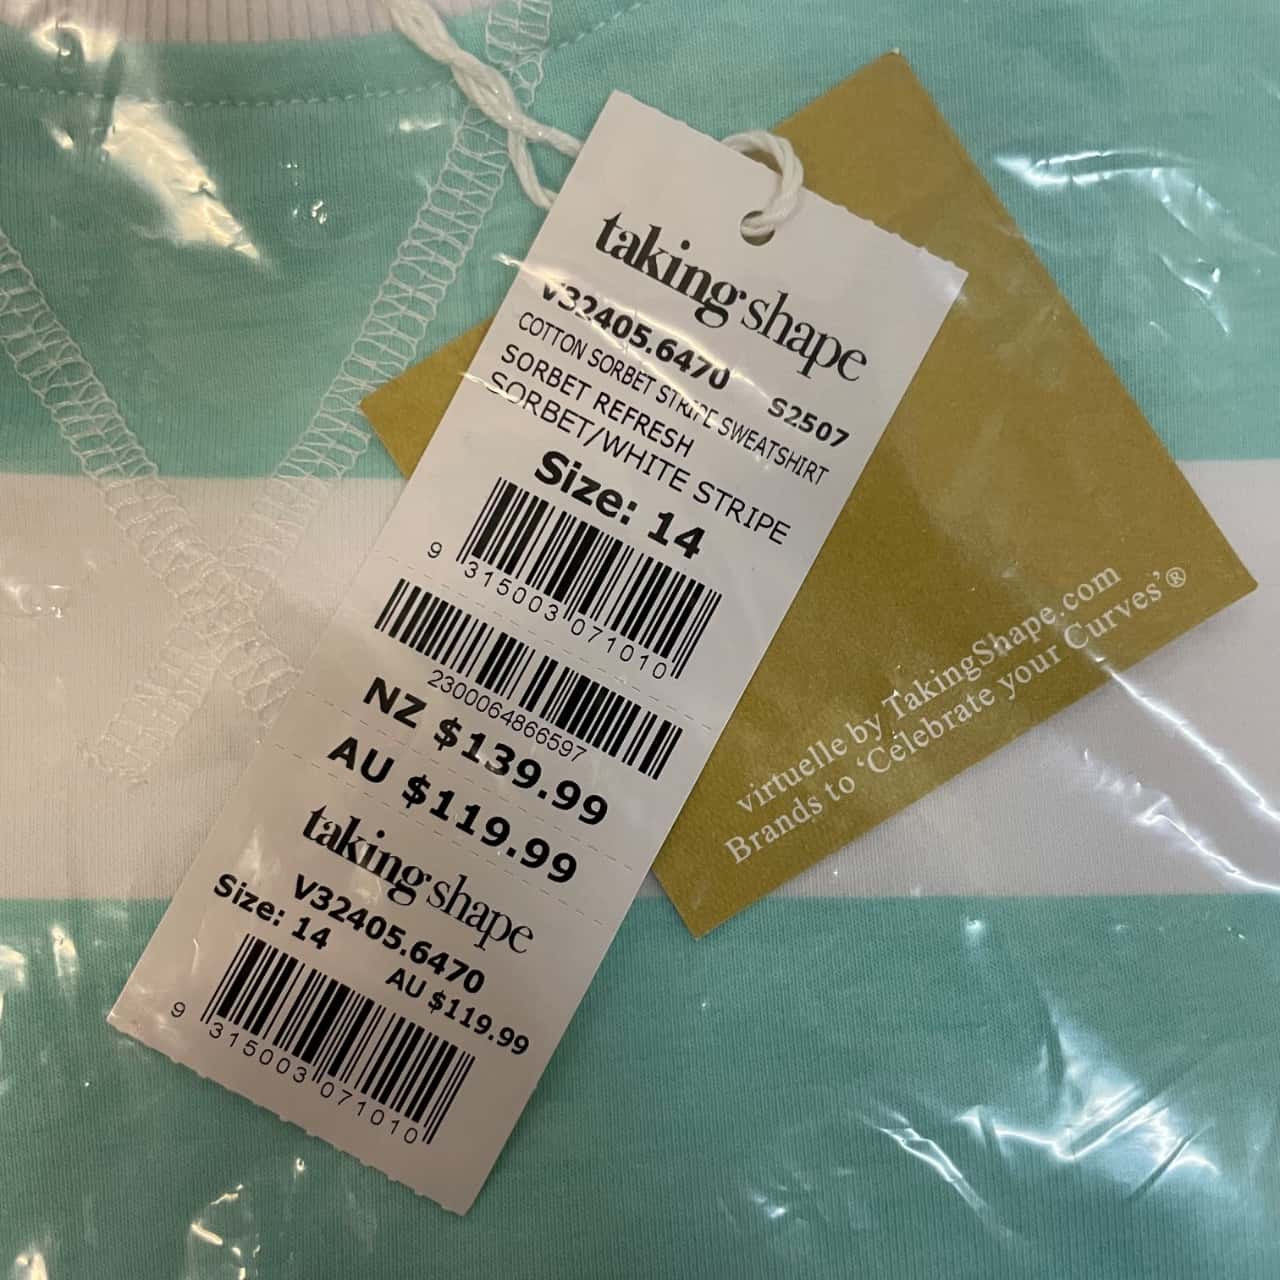 taking shape
V32405.6470 S2507
COTTON SORBET STRIPE SWEATSHIRT
SORBET REFRESH
SORBET/WHITE STRIPE
Size: 14
9 315003 071010
2300064866597
NZ $139.99
AU $119.99
taking shape
V32405.6470
Size: 14 AU $119.99
9 315003 071010
virtuelle by TakingShape.com
Brands to ‘Celebrate your Curves’®